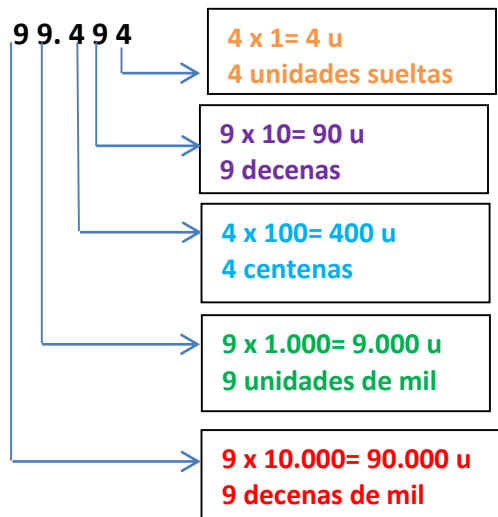 9 9. 4 9 4
4 x 1= 4 u
4 unidades sueltas
9 x 10= 90 u
9 decenas
4 x 100= 400 u
4 centenas
9 x 1.000= 9.000 u
9 unidades de mil
9 x 10.000= 90.000 u
9 decenas de mil